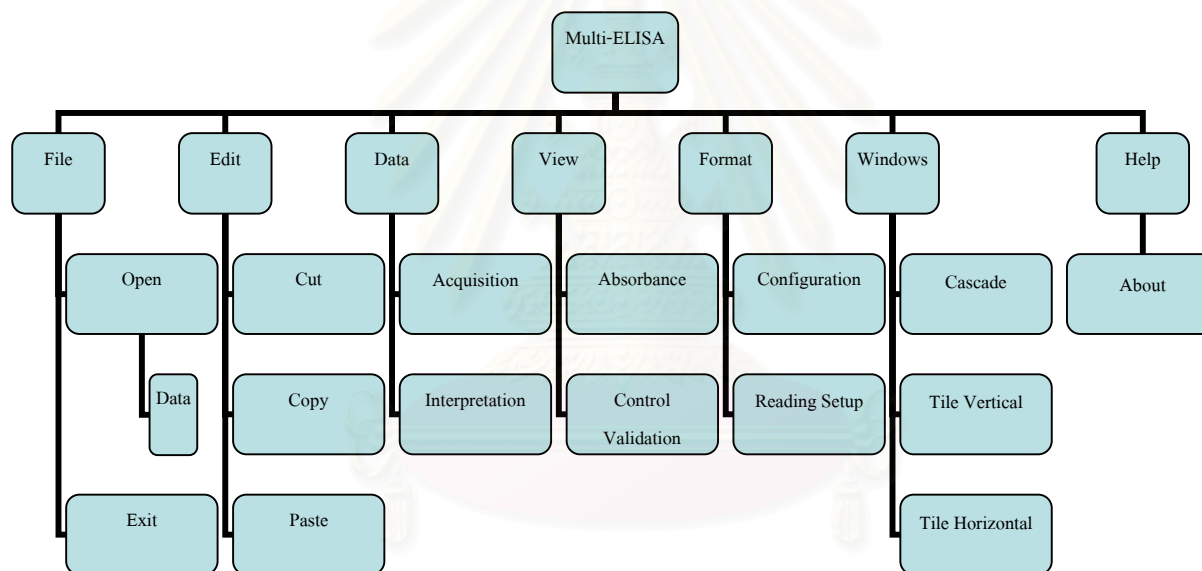 Multi-ELISA
File
Edit
Data
View
Format
Windows
Help
Open
Cut
Acquisition
Absorbance
Configuration
Cascade
About
Data
Copy
Interpretation
Control
Validation
Reading Setup
Tile Vertical
Exit
Paste
Tile Horizontal